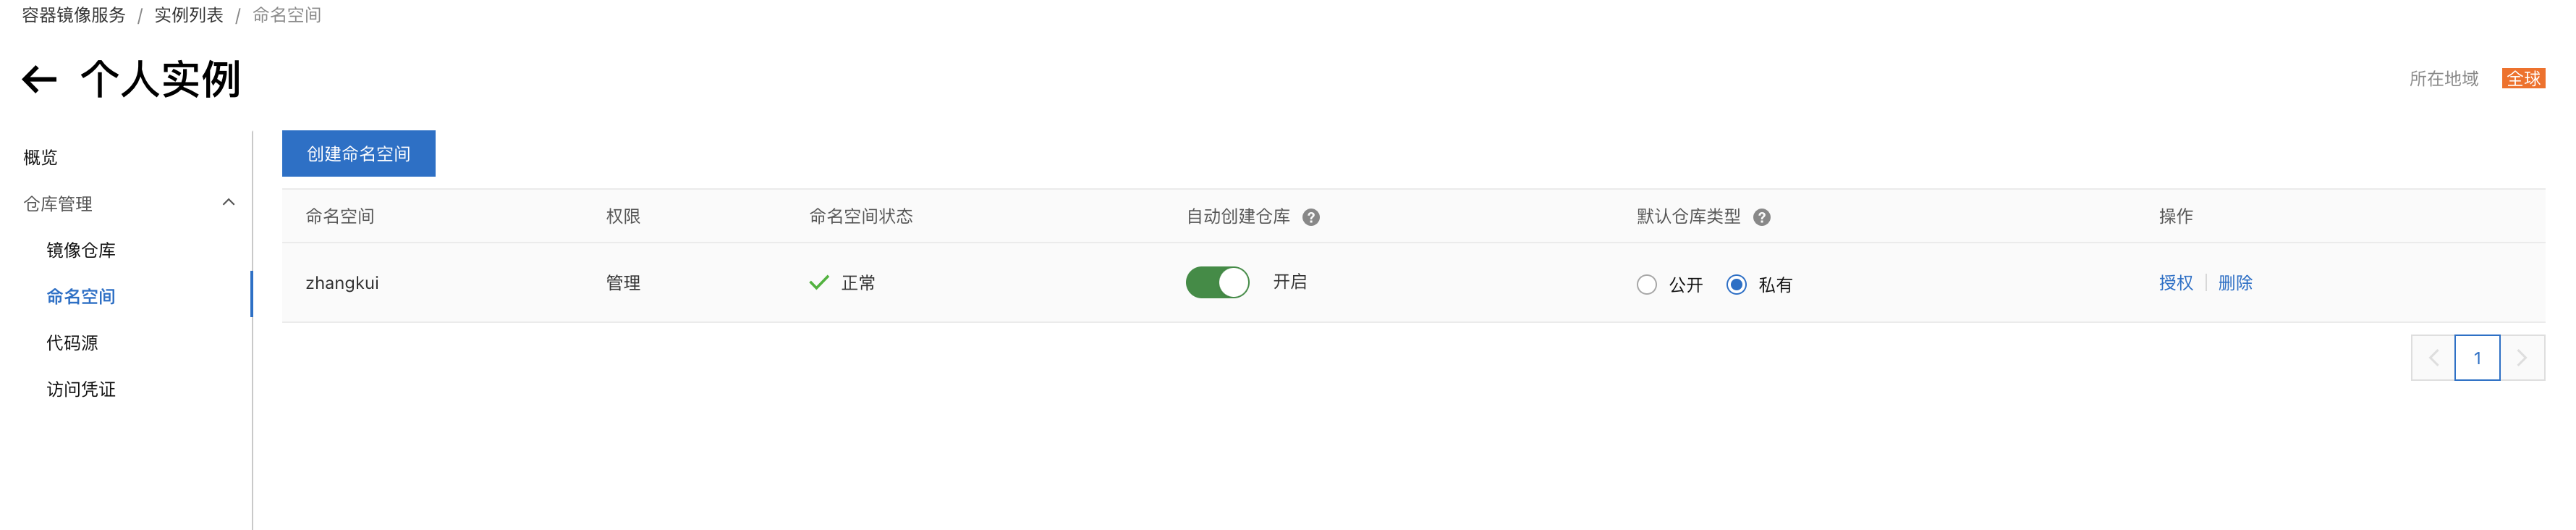 容器镜像服务 / 实例列表 / 命名空间
个人实例
所在地域 全球
概览
仓库管理
镜像仓库
命名空间
代码源
访问凭证
创建命名空间
命名空间 权限 命名空间状态 自动创建仓库 默认仓库类型 操作
zhangkui 管理 正常 开启 公开 私有 授权 删除
1